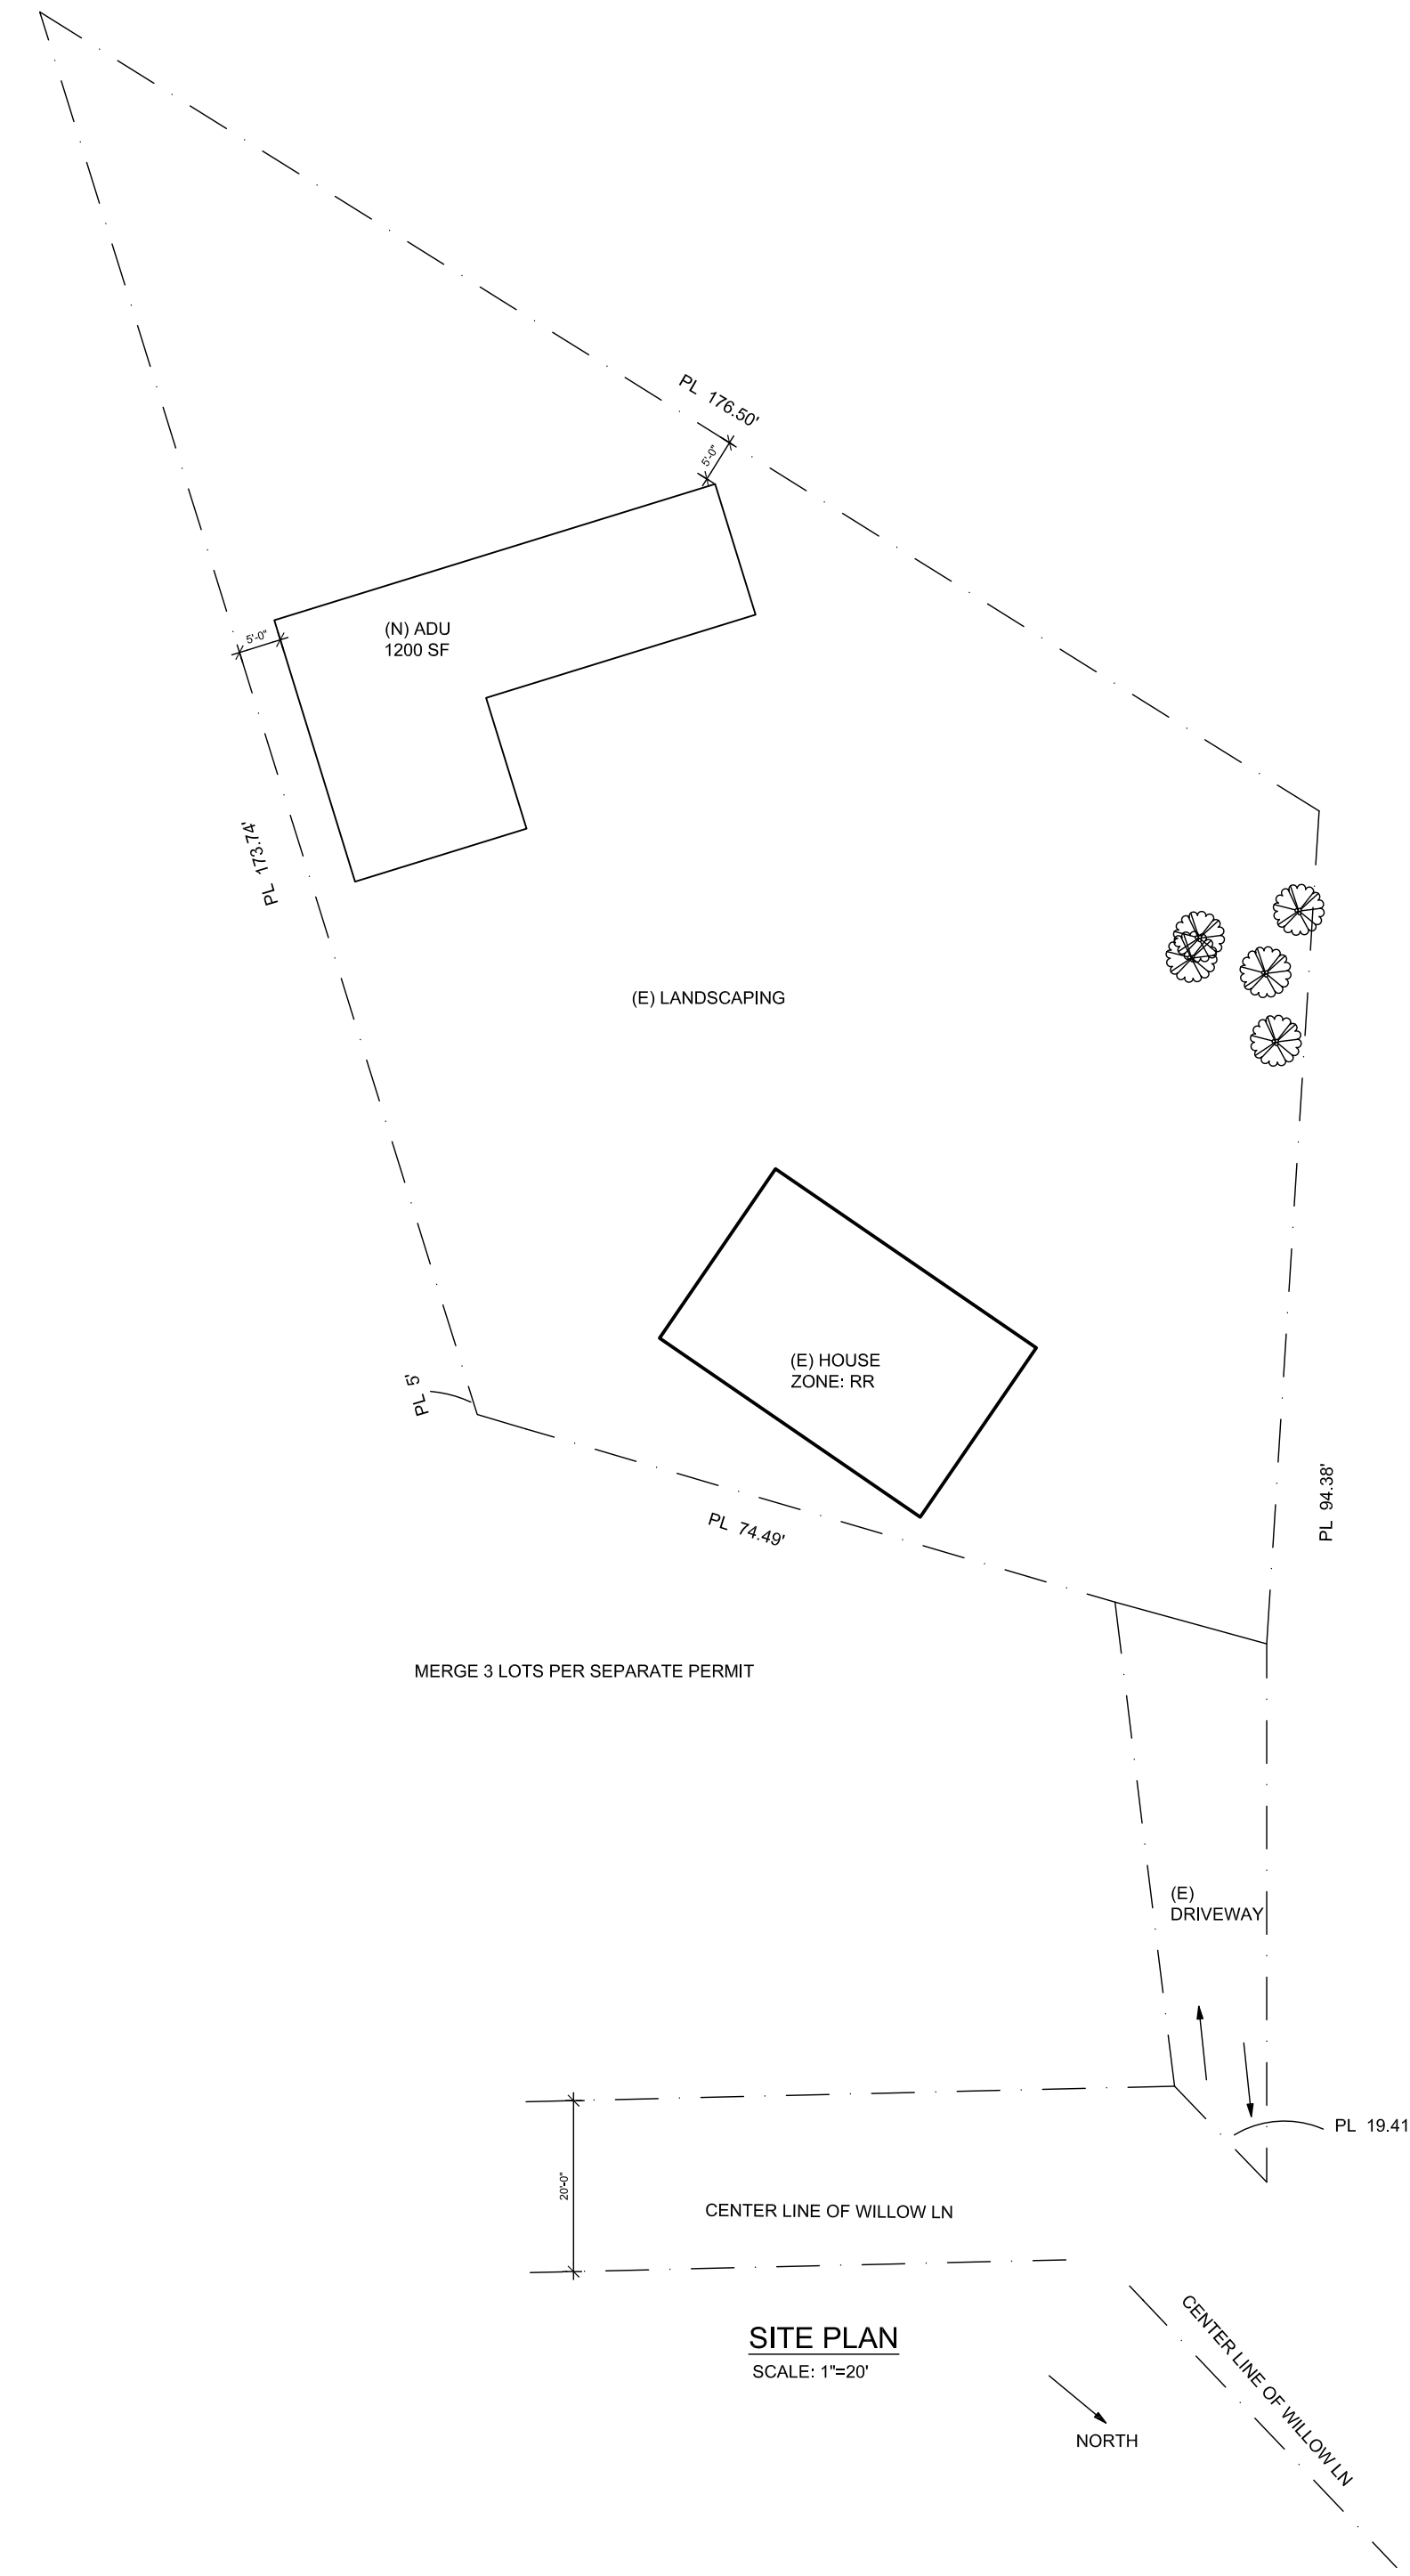 PL 176.50'
5'-0"
5'-0"
(N) ADU
1200 SF
PL 173.74'
(E) LANDSCAPING
(E) HOUSE
ZONE: RR
PL 5'
PL 94.38'
PL 74.49'
MERGE 3 LOTS PER SEPARATE PERMIT
(E)
DRIVEWAY
PL 19.41
20'-0"
CENTER LINE OF WILLOW LN
CENTER LINE OF WILLOW LN
SITE PLAN
SCALE: 1"=20'
NORTH